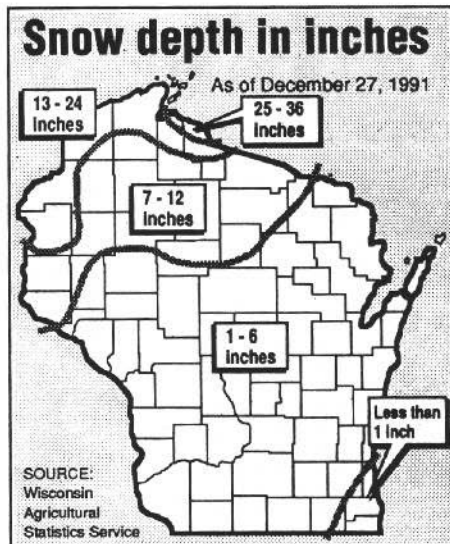 Snow depth in inches
As of December 27, 1991
13 - 24
inches
25 - 36
inches
7 - 12
inches
1 - 6
inches
Less than
1 inch
SOURCE:
Wisconsin
Agricultural
Statistics Service